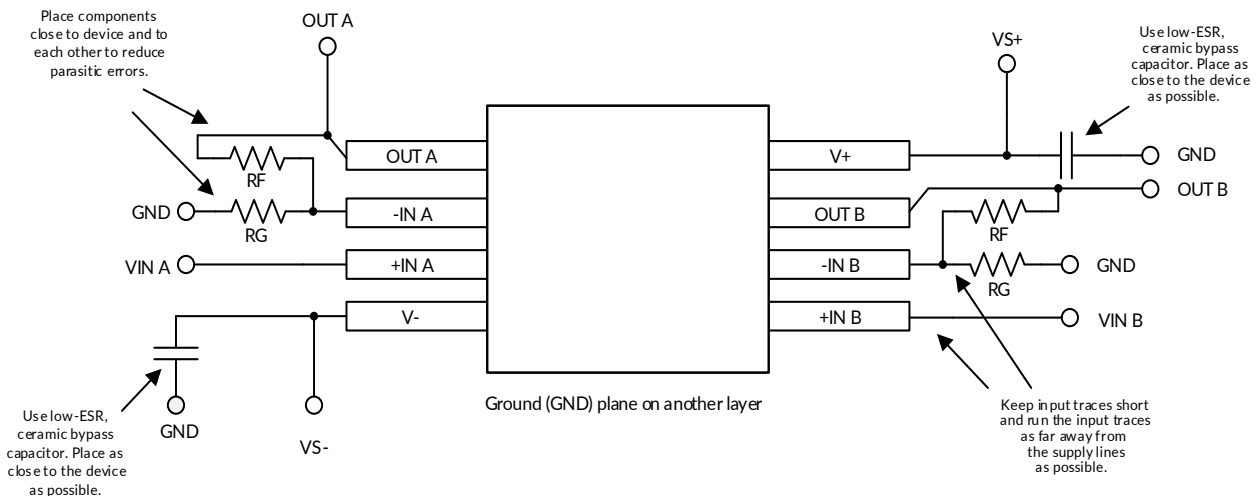 Place components
close to device and to
each other to reduce
parasitic errors.
OUT A
VS+
Use low-ESR,
ceramic bypass
capacitor. Place as
close to the device
as possible.
OUT A
V+
GND
RF
OUT B
OUT B
GND
-IN A
RG
RF
VIN A
+IN A
-IN B
GND
RG
V-
+IN B
VIN B
Use low-ESR,
ceramic bypass
capacitor. Place as
close to the device
as possible.
GND
VS-
Ground (GND) plane on another layer
Keep input traces short
and run the input traces
as far away from
the supply lines
as possible.